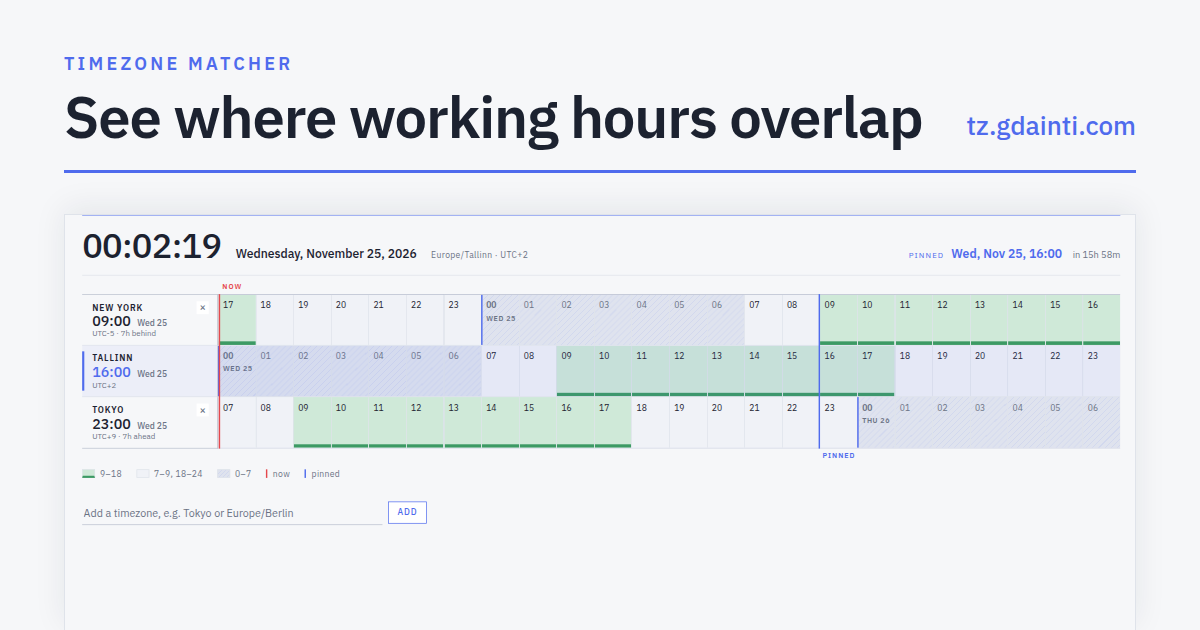 TIMEZONE MATCHER
See where working hours overlap
tz.gdainti.com
00:02:19 Wednesday, November 25, 2026 Europe/Tallinn · UTC+2 PINNED Wed, Nov 25, 16:00 in 15h 58m
NOW
NEW YORK ×
09:00 Wed 25
UTC-5 · 7h behind
17 18 19 20 21 22 23 00 01 02 03 04 05 06 07 08 09 10 11 12 13 14 15 16
WED 25
TALLINN
16:00 Wed 25
UTC+2
00 01 02 03 04 05 06 07 08 09 10 11 12 13 14 15 16 17 18 19 20 21 22 23
WED 25
TOKYO ×
23:00 Wed 25
UTC+9 · 7h ahead
07 08 09 10 11 12 13 14 15 16 17 18 19 20 21 22 23 00 01 02 03 04 05 06
THU 26
PINNED
9–18 7–9, 18–24 0–7 now pinned
Add a timezone, e.g. Tokyo or Europe/Berlin ADD